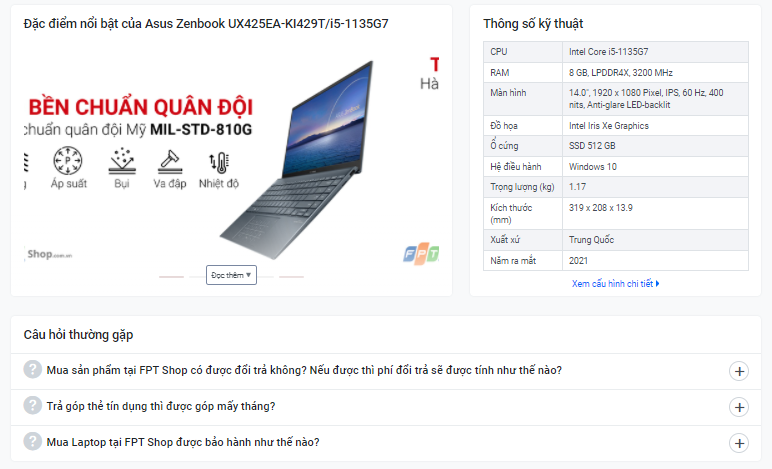 Đặc điểm nổi bật của Asus Zenbook UX425EA-KI429T/i5-1135G7
BỀN CHUẨN QUÂN ĐỘI
chuẩn quân đội Mỹ MIL-STD-810G
Áp suất
Bụi
Va đập
Nhiệt độ
T
Hà
Shop.com.vn
FPT
Đọc thêm
Thông số kỹ thuật
CPU Intel Core i5-1135G7
RAM 8 GB, LPDDR4X, 3200 MHz
Màn hình 14.0", 1920 x 1080 Pixel, IPS, 60 Hz, 400
nits, Anti-glare LED-backlit
Đồ họa Intel Iris Xe Graphics
Ổ cứng SSD 512 GB
Hệ điều hành Windows 10
Trọng lượng (kg) 1.17
Kích thước 319 x 208 x 13.9
(mm)
Xuất xứ Trung Quốc
Năm ra mắt 2021
Xem cấu hình chi tiết
Câu hỏi thường gặp
Mua sản phẩm tại FPT Shop có được đổi trả không? Nếu được thì phí đổi trả sẽ được tính như thế nào?
Trả góp thẻ tín dụng thì được góp mấy tháng?
Mua Laptop tại FPT Shop được bảo hành như thế nào?